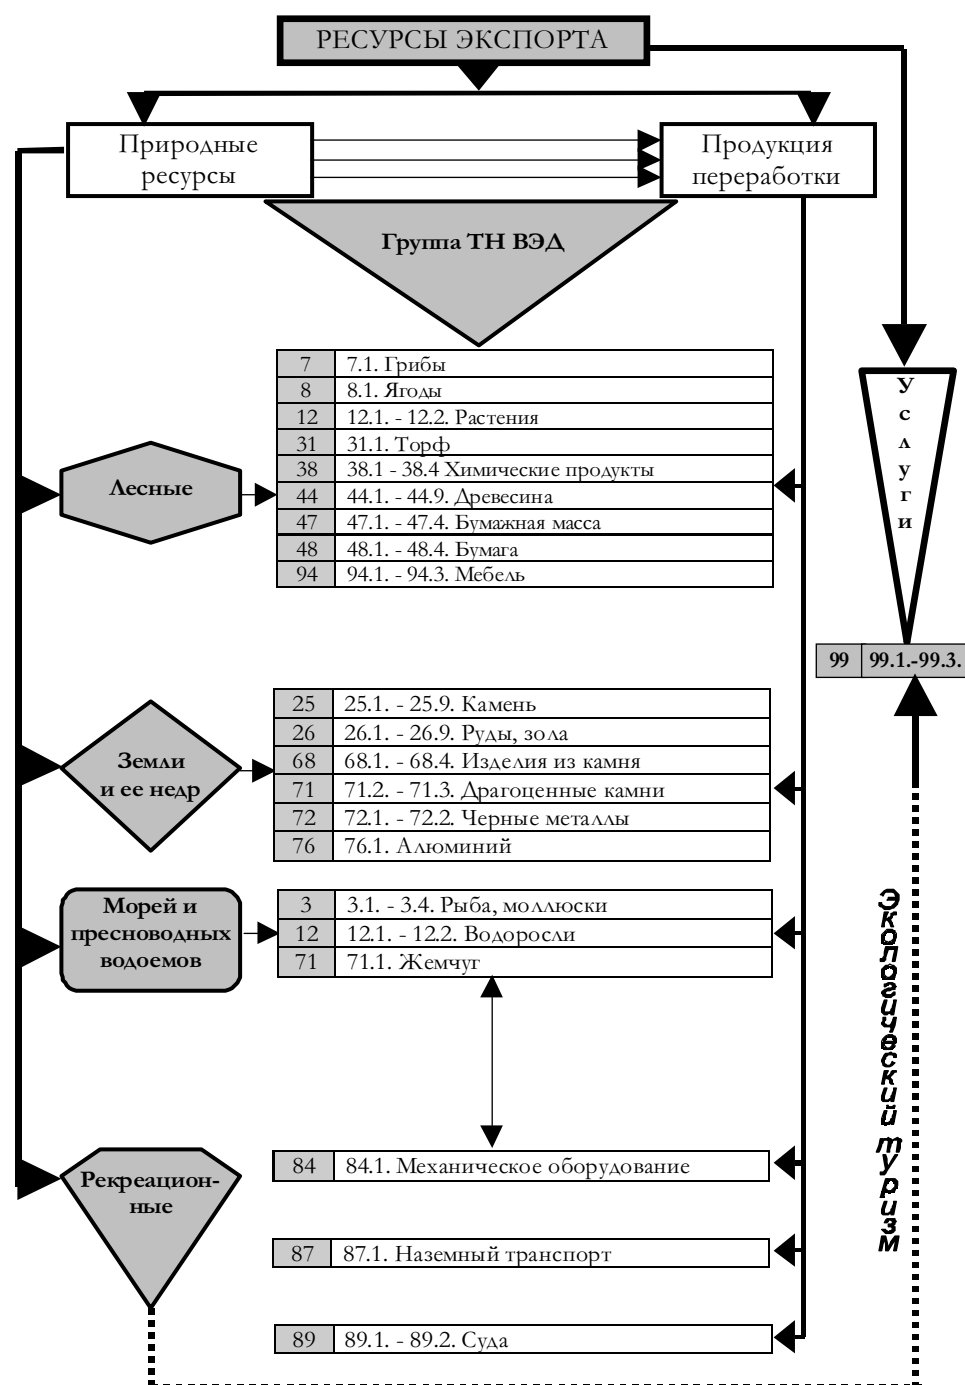 РЕСУРСЫ ЭКСПОРТА
Природные
ресурсы
Продукция
переработки
Группа ТН ВЭД
Услуги
7 7.1. Грибы
8 8.1. Ягоды
12 12.1. - 12.2. Растения
31 31.1. Торф
38 38.1 - 38.4 Химические продукты
44 44.1. - 44.9. Древесина
47 47.1. - 47.4. Бумажная масса
48 48.1. - 48.4. Бумага
94 94.1. - 94.3. Мебель
Лесные
99 99.1.-99.3.
25 25.1. - 25.9. Камень
26 26.1. - 26.9. Руды, зола
68 68.1. - 68.4. Изделия из камня
71 71.2. - 71.3. Драгоценные камни
72 72.1. - 72.2. Черные металлы
76 76.1. Алюминий
Земли
и ее недр
Морей и
пресноводных
водоемов
3 3.1. - 3.4. Рыба, моллюски
12 12.1. - 12.2. Водоросли
71 71.1. Жемчуг
Экологический туризм
Рекреацион-
ные
84 84.1. Механическое оборудование
87 87.1. Наземный транспорт
89 89.1. - 89.2. Суда